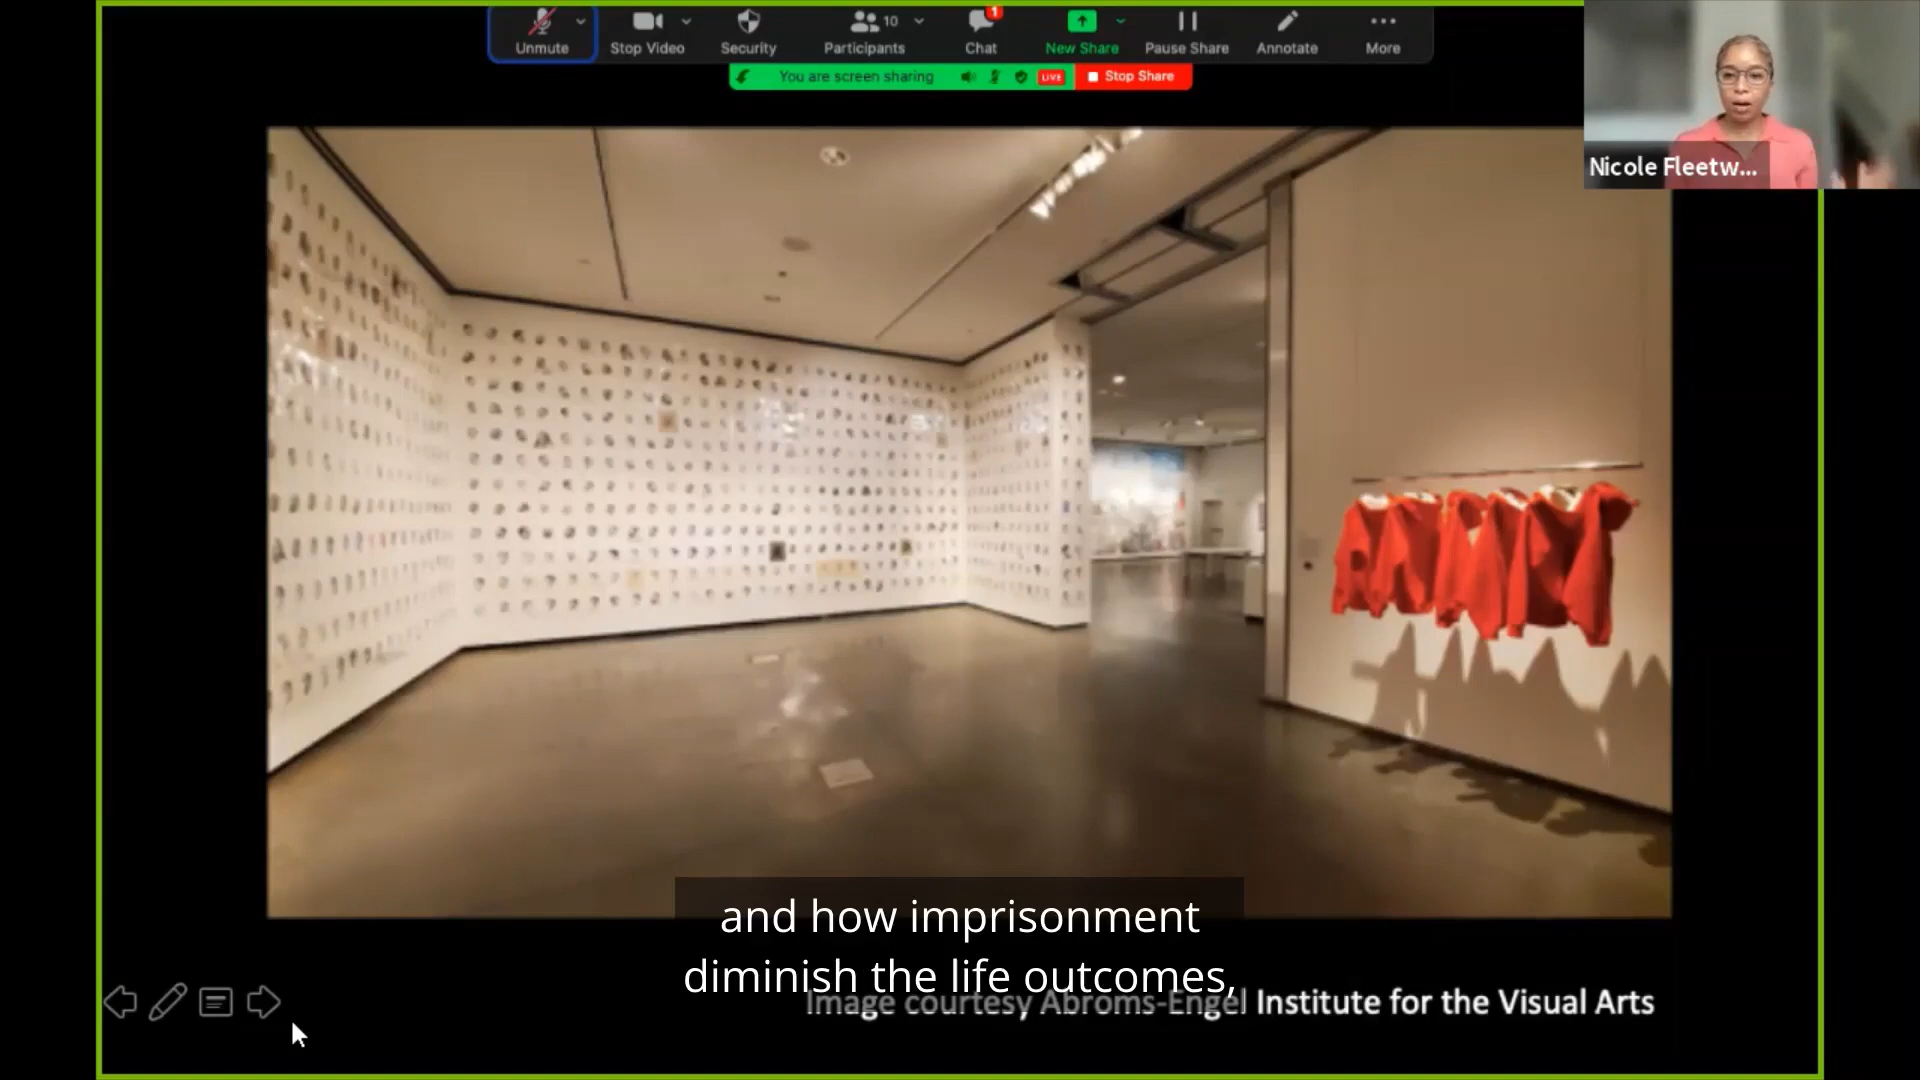 Unmute
Stop Video
Security
10
Participants
1
Chat
New Share
Pause Share
Annotate
More
You are screen sharing
LIVE
Stop Share
Nicole Fleetw...
and how imprisonment
diminish the life outcomes,
Image courtesy Abroms-Engel Institute for the Visual Arts